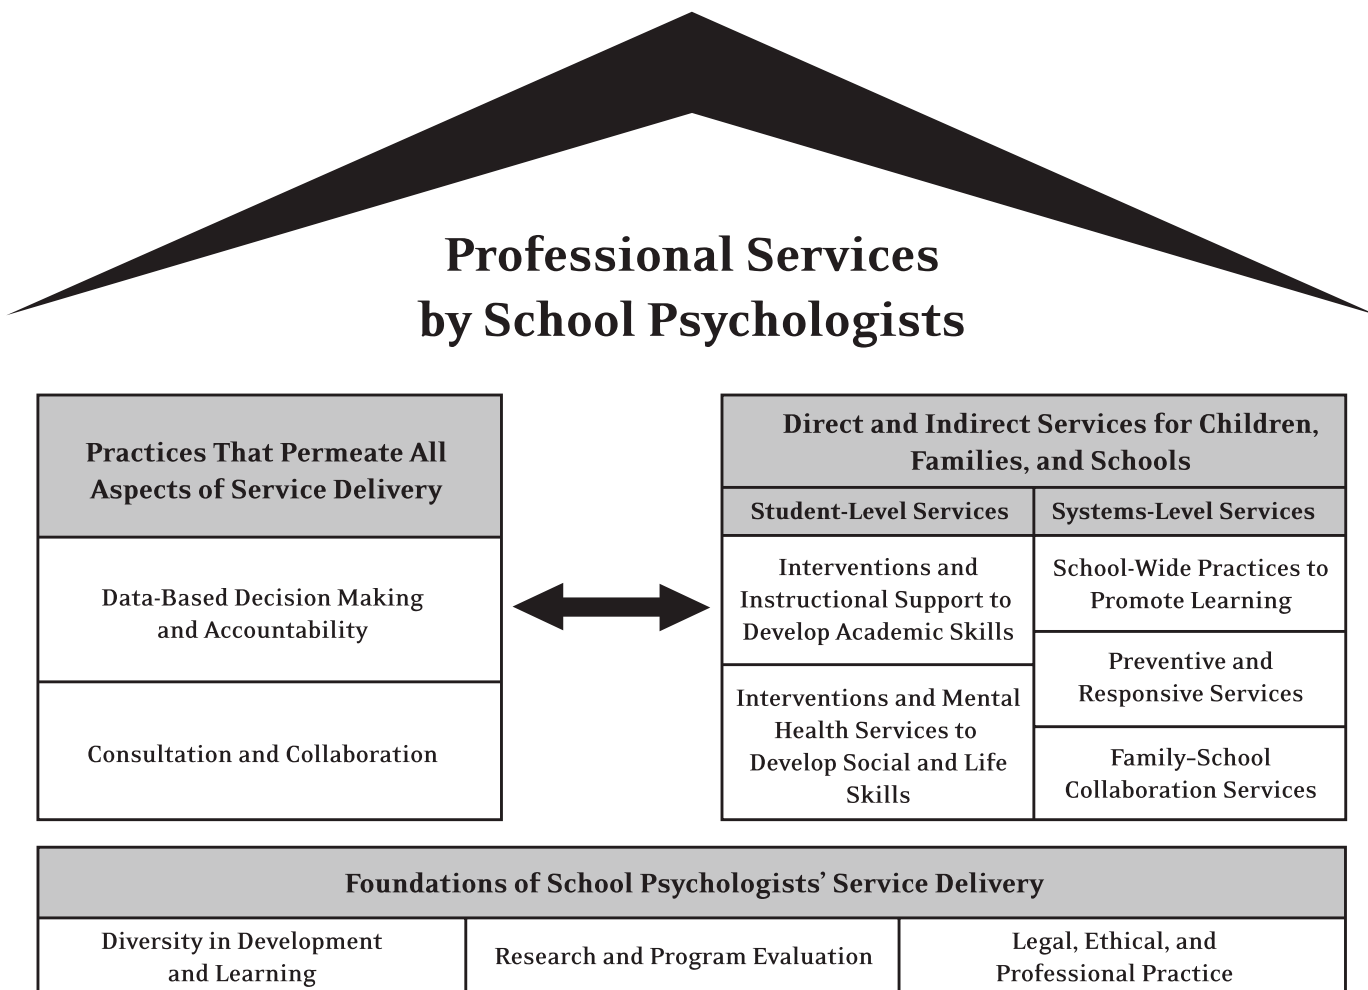 Professional Services
by School Psychologists
Practices That Permeate All
Aspects of Service Delivery
Data-Based Decision Making
and Accountability
Consultation and Collaboration
Direct and Indirect Services for Children,
Families, and Schools
Student-Level Services
Interventions and
Instructional Support to
Develop Academic Skills
Interventions and Mental
Health Services to
Develop Social and Life
Skills
Systems-Level Services
School-Wide Practices to
Promote Learning
Preventive and
Responsive Services
Family–School
Collaboration Services
Foundations of School Psychologists’ Service Delivery
Diversity in Development
and Learning
Research and Program Evaluation
Legal, Ethical, and
Professional Practice